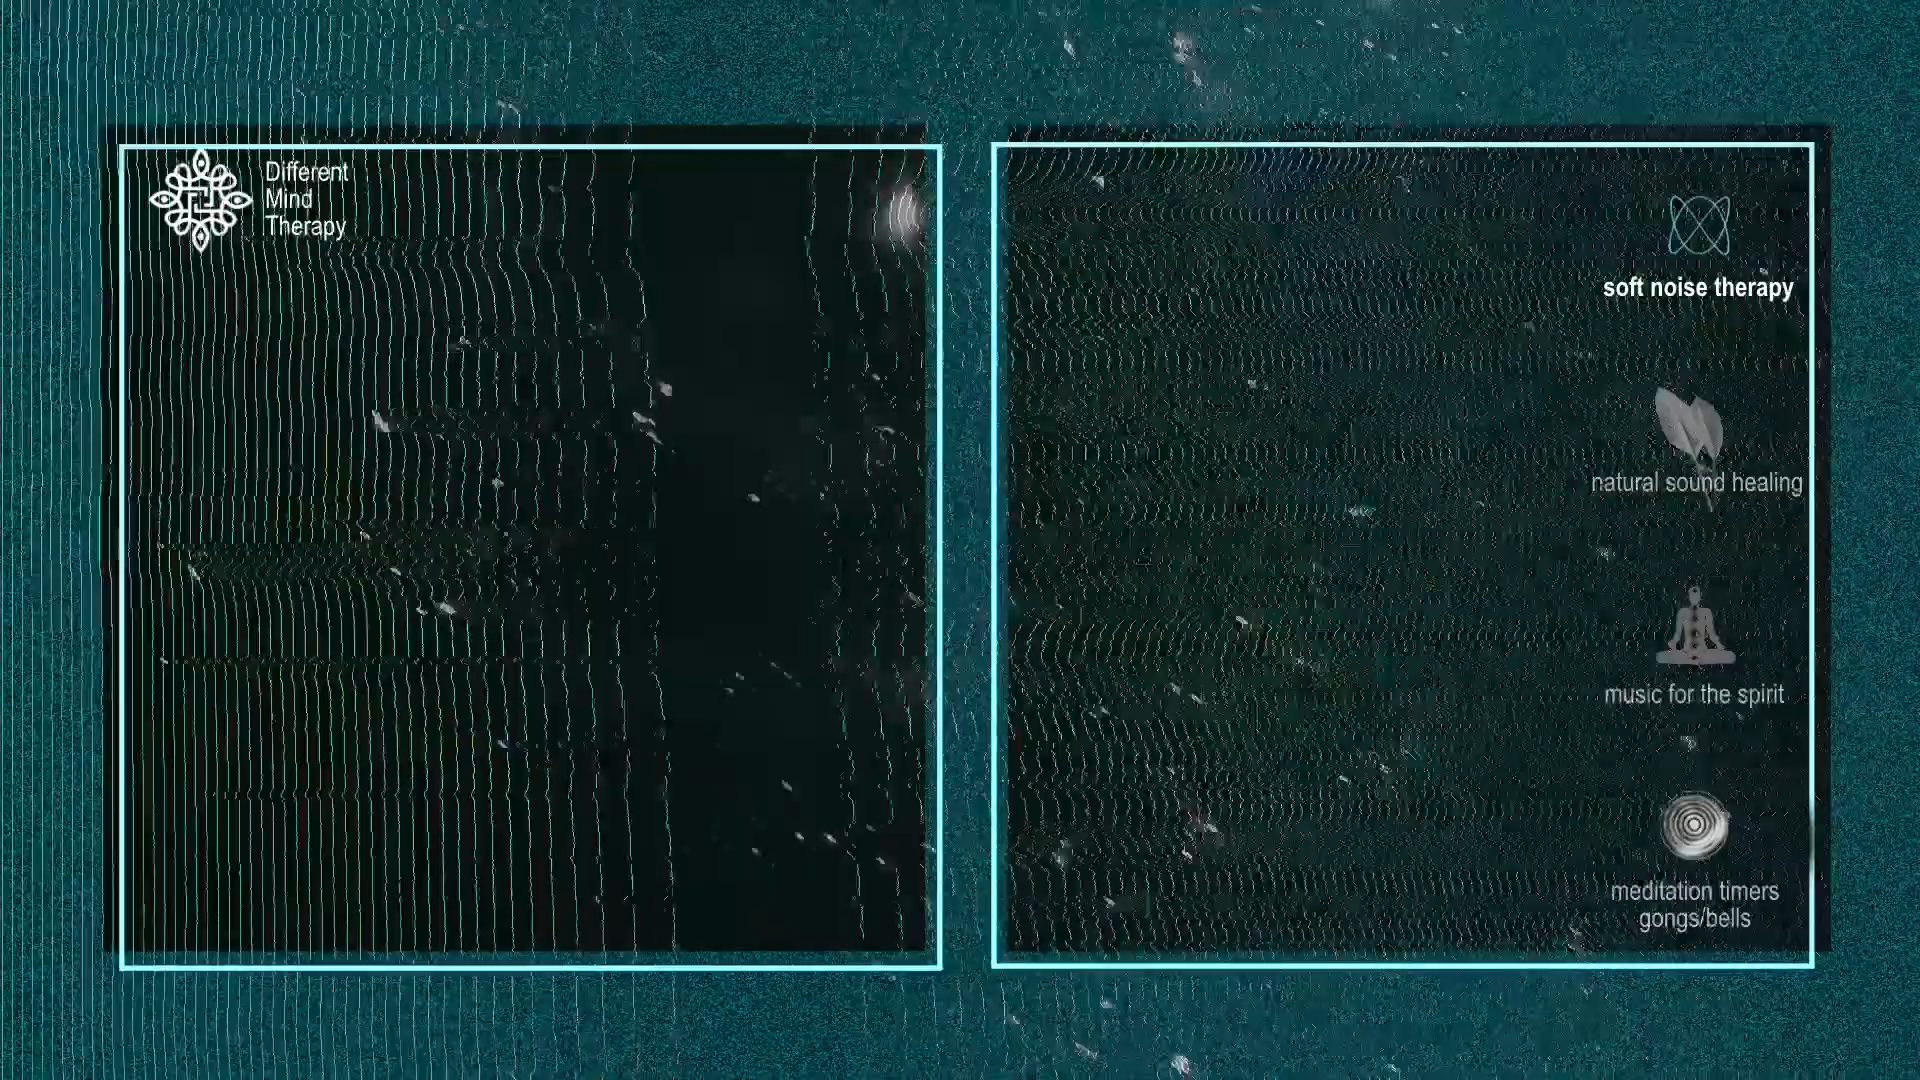 Different
Mind
Therapy
soft noise therapy
natural sound healing
music for the spirit
meditation timers
gongs/bells